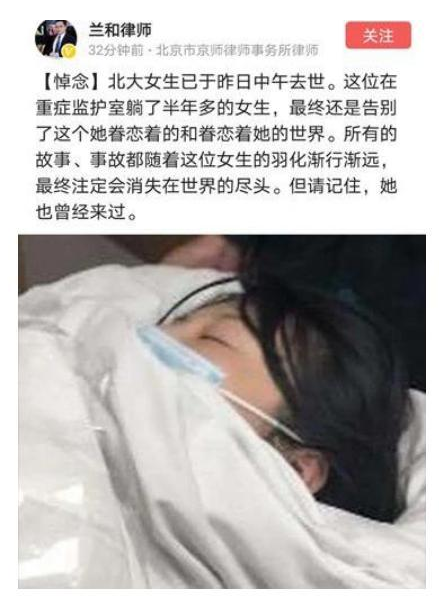 兰和律师
关注
32分钟前·北京市京师律师事务所律师
【悼念】北大女生已于昨日中午去世。这位在
重症监护室躺了半年多的女生，最终还是告别
了这个她眷恋着的和眷恋着她的世界。所有的
故事、事故都随着这位女生的羽化渐行渐远，
最终注定会消失在世界的尽头。但请记住，她
也曾经来过。